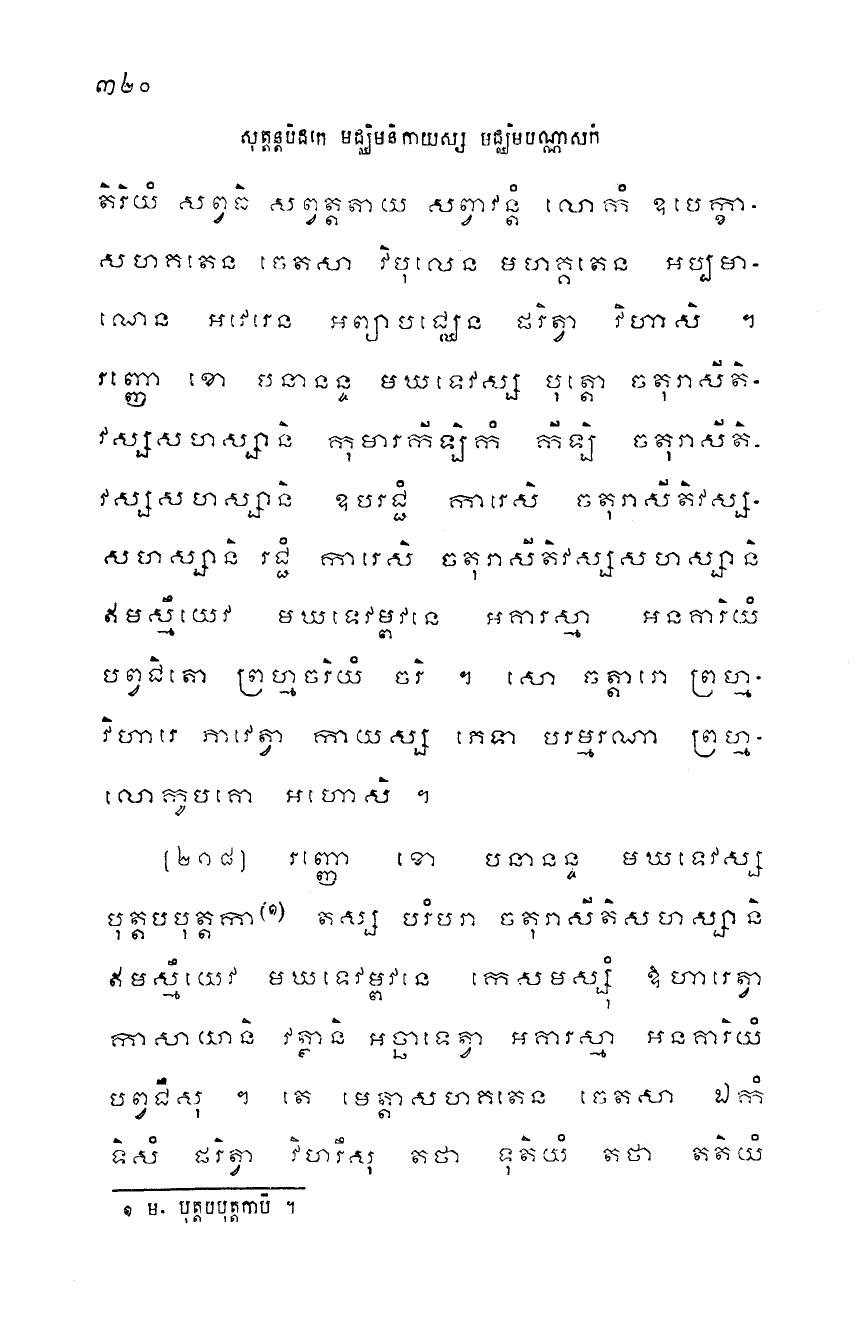 ៣២០
សុត្តន្តបិដកេ មជ្ឈិមនិកាយស្ស មជ្ឈិមបណ្ណាសកំ
តិរិយំ សព្វធិ សព្វត្តតាយ សព្វាវន្តំ លោកំ ឧបេក្ខា-
សហគតេន ចេតសា វិបុលេន មហគ្គតេន អប្បមា-
ណេន អវេរេន អព្យាបជ្ឈេន ផរិត្វា វិហាសិ ។
រញ្ញោ ខោ បនានន្ទ មឃទេវស្ស បុត្តោ ចតុរាសីតិ-
វស្សសហស្សានិ កុមារកីឡិកំ កីឡិ ចតុរាសីតិ-
វស្សសហស្សានិ ឧបរជ្ជំ ការេសិ ចតុរាសីតិវស្ស-
សហស្សានិ រជ្ជំ ការេសិ ចតុរាសីតិវស្សសហស្សានិ
ឥមស្មឹយេវ មឃទេវម្ពវនេ អគារស្មា អនគារិយំ
បព្វជិតោ ព្រហ្មចរិយំ ចរិ ។ សោ ចត្តារោ ព្រហ្ម-
វិហារេ ភាវេត្វា កាយស្ស ភេទា បរម្មរណា ព្រហ្ម-
លោកូបគោ អហោសិ ។
[២១៨] រញ្ញោ ខោ បនានន្ទ មឃទេវស្ស
បុត្តបបុត្តកា(១) តស្ស បរំបរា ចតុរាសីតិសហស្សានិ
ឥមស្មឹយេវ មឃទេវម្ពវនេ កេសមស្សុំ ឱហារេត្វា
កាសាយានិ វត្ថានិ អច្ឆាទេត្វា អគារស្មា អនគារិយំ
បព្វជឹសុ ។ តេ មេត្តាសហគតេន ចេតសា ឯកំ
ទិសំ ផរិត្វា វិហរឹសុ តថា ទុតិយំ តថា តតិយំ
១ ម. បុត្តបបុត្តកាបិ ។